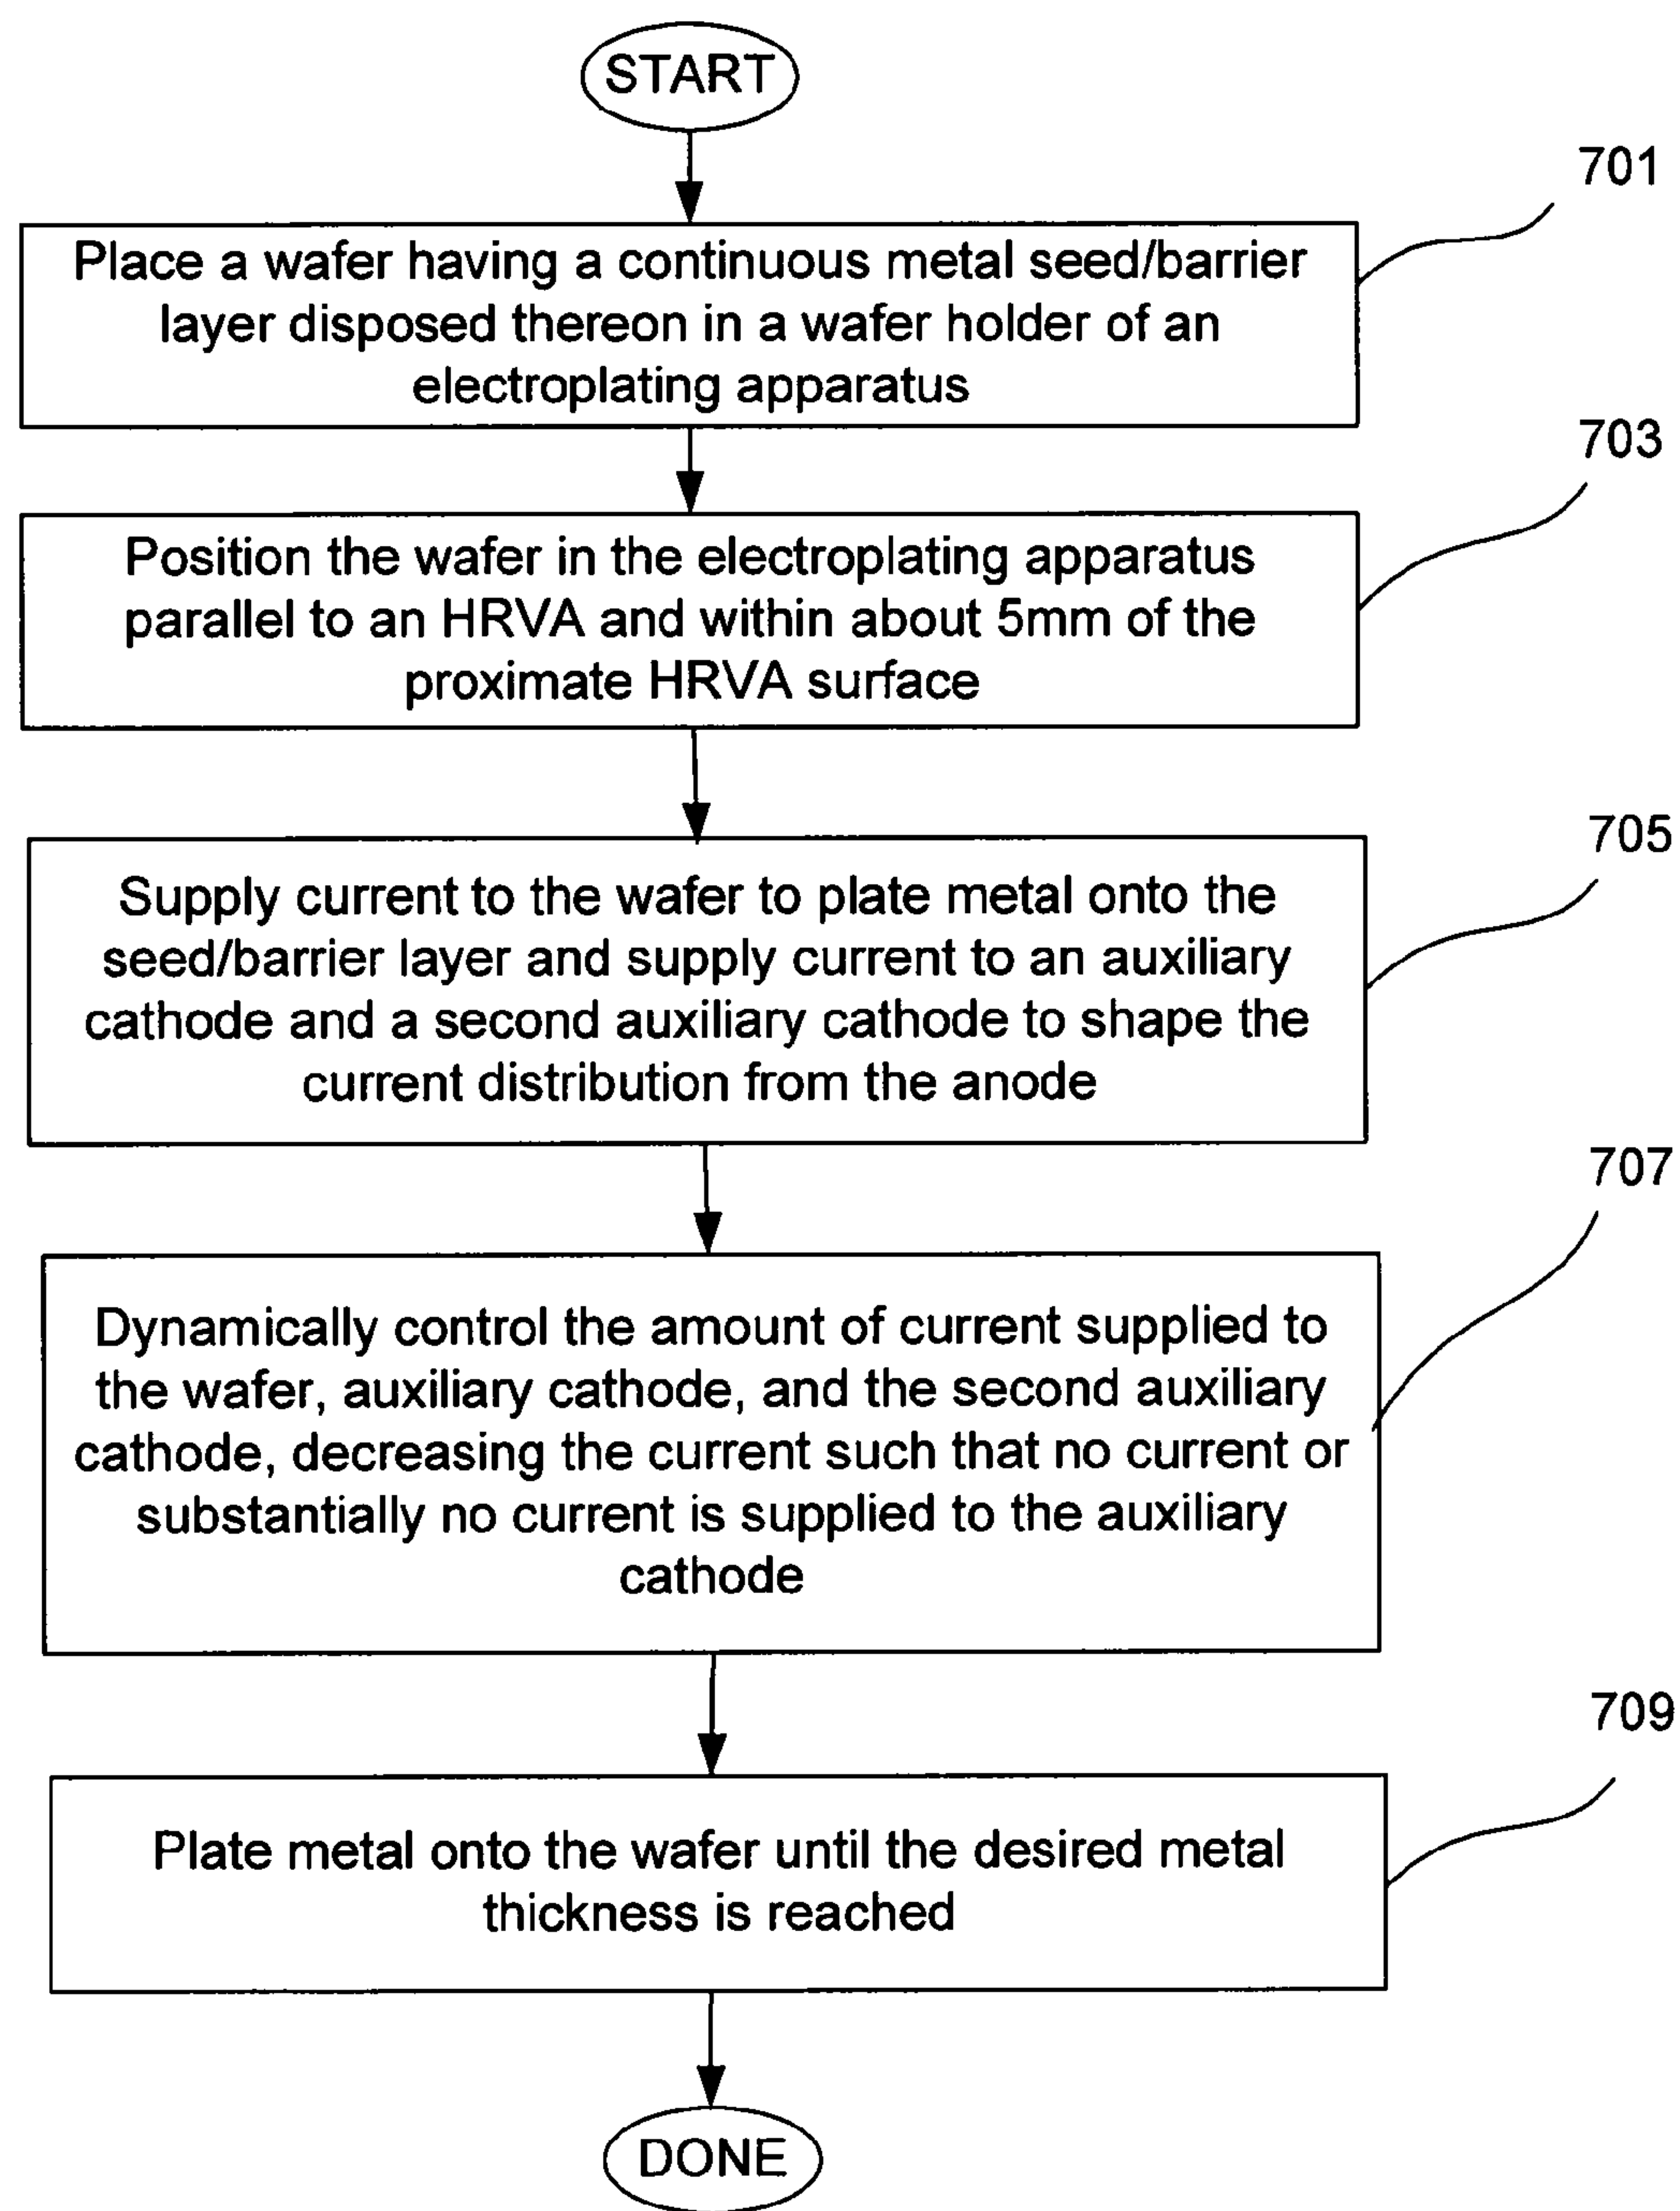 START
701
Place a wafer having a continuous metal seed/barrier
layer disposed thereon in a wafer holder of an
electroplating apparatus
703
Position the wafer in the electroplating apparatus
parallel to an HRVA and within about 5mm of the
proximate HRVA surface
705
Supply current to the wafer to plate metal onto the
seed/barrier layer and supply current to an auxiliary
cathode and a second auxiliary cathode to shape the
current distribution from the anode
707
Dynamically control the amount of current supplied to
the wafer, auxiliary cathode, and the second auxiliary
cathode, decreasing the current such that no current or
substantially no current is supplied to the auxiliary
cathode
709
Plate metal onto the wafer until the desired metal
thickness is reached
DONE